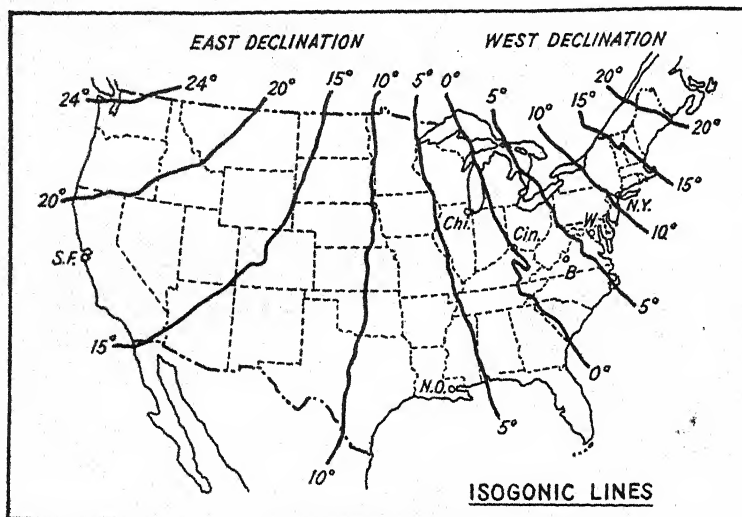 EAST DECLINATION WEST DECLINATION
24° 24° 20° 15° 10° 5° 0° 5° 10° 15° 20°
20°
15°
20°
S.F.
Chi.
Cin.
W.
N.Y.
10°
B
5°
15°
0°
N.O.
5°
10°
ISOGONIC LINES